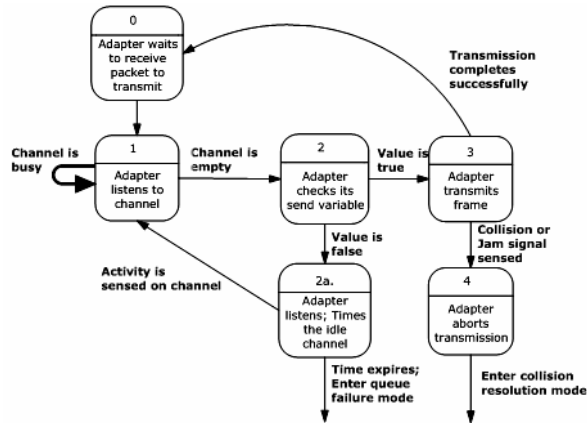 0
Adapter waits
to receive
packet to
transmit
Transmission
completes
successfully
Channel is
busy
1
Adapter
listens to
channel
Channel is
empty
2
Adapter
checks its
send variable
Value is
true
3
Adapter
transmits
frame
Value is
false
Collision or
Jam signal
sensed
Activity is
sensed on channel
2a.
Adapter
listens; Times
the idle
channel
4
Adapter
aborts
transmission
Time expires;
Enter queue
failure mode
Enter collision
resolution mode